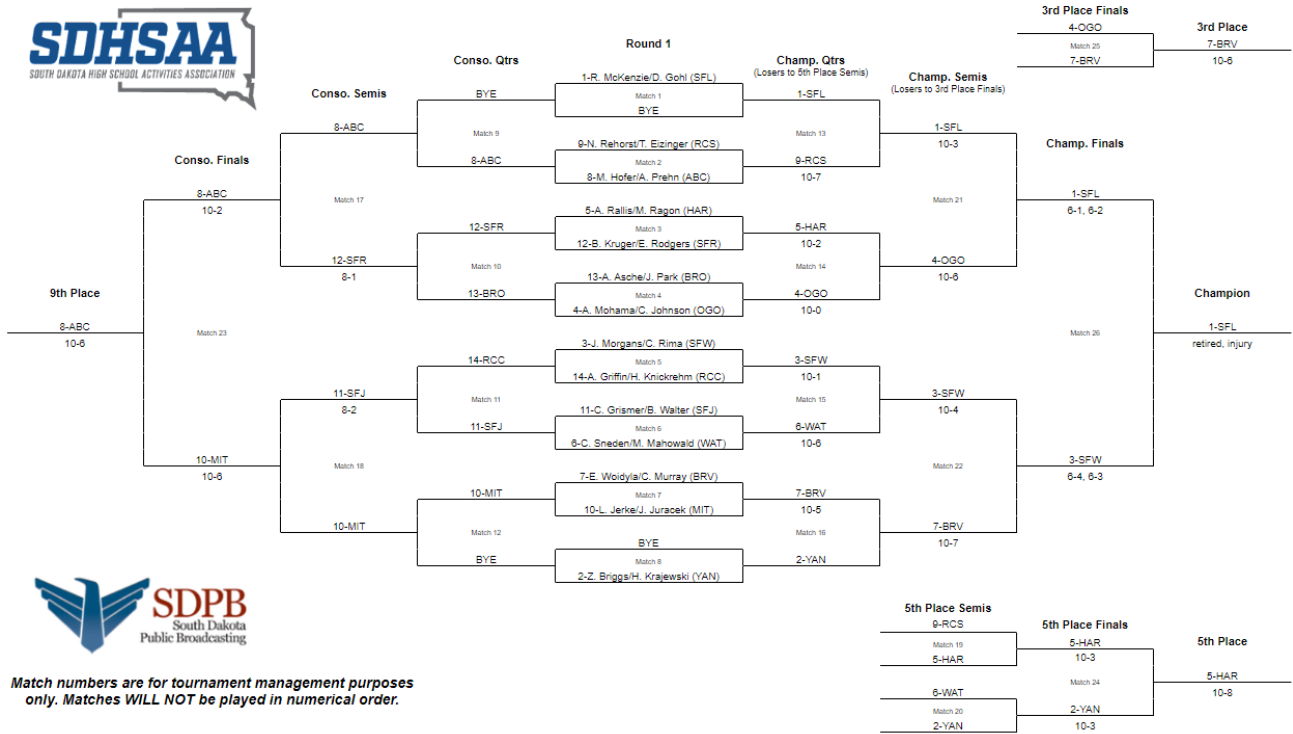 SDHSAA
SOUTH DAKOTA HIGH SCHOOL ACTIVITIES ASSOCIATION
9th Place
8-ABC
10-6
Conso. Finals
8-ABC
10-2
Match 23
10-MIT
10-6
Conso. Semis
8-ABC
Match 17
12-SFR
8-1
11-SFJ
8-2
Match 18
10-MIT
Conso. Qtrs
BYE
Match 9
8-ABC
12-SFR
Match 10
13-BRO
14-RCC
Match 11
11-SFJ
10-MIT
Match 12
BYE
Round 1
1-R. McKenzie/D. Gohl (SFL)
Match 1
BYE
9-N. Rehorst/T. Eizinger (RCS)
Match 2
8-M. Hofer/A. Prehn (ABC)
5-A. Rallis/M. Ragon (HAR)
Match 3
12-B. Kruger/E. Rodgers (SFR)
13-A. Asche/J. Park (BRO)
Match 4
4-A. Mohama/C. Johnson (OGO)
3-J. Morgans/C. Rima (SFW)
Match 5
14-A. Griffin/H. Knickrehm (RCC)
11-C. Grismer/B. Walter (SFJ)
Match 6
6-C. Sneden/M. Mahowald (WAT)
7-E. Woidyla/C. Murray (BRV)
Match 7
10-L. Jerke/J. Juracek (MIT)
BYE
Match 8
2-Z. Briggs/H. Krajewski (YAN)
Champ. Qtrs
(Losers to 5th Place Semis)
1-SFL
Match 13
9-RCS
10-7
5-HAR
10-2
Match 14
4-OGO
10-0
3-SFW
10-1
Match 15
6-WAT
10-6
7-BRV
10-5
Match 16
2-YAN
Champ. Semis
(Losers to 3rd Place Finals)
1-SFL
10-3
Match 21
4-OGO
10-6
3-SFW
10-4
Match 22
7-BRV
10-7
Champ. Finals
1-SFL
6-1, 6-2
Match 26
3-SFW
6-4, 6-3
Champion
1-SFL
retired, injury
3rd Place Finals
4-OGO
Match 25
7-BRV
3rd Place
7-BRV
10-6
5th Place Semis
9-RCS
Match 19
5-HAR
6-WAT
Match 20
2-YAN
5th Place Finals
5-HAR
10-3
Match 24
2-YAN
10-3
5th Place
5-HAR
10-8
SDPB
South Dakota
Public Broadcasting
Match numbers are for tournament management purposes
only. Matches WILL NOT be played in numerical order.